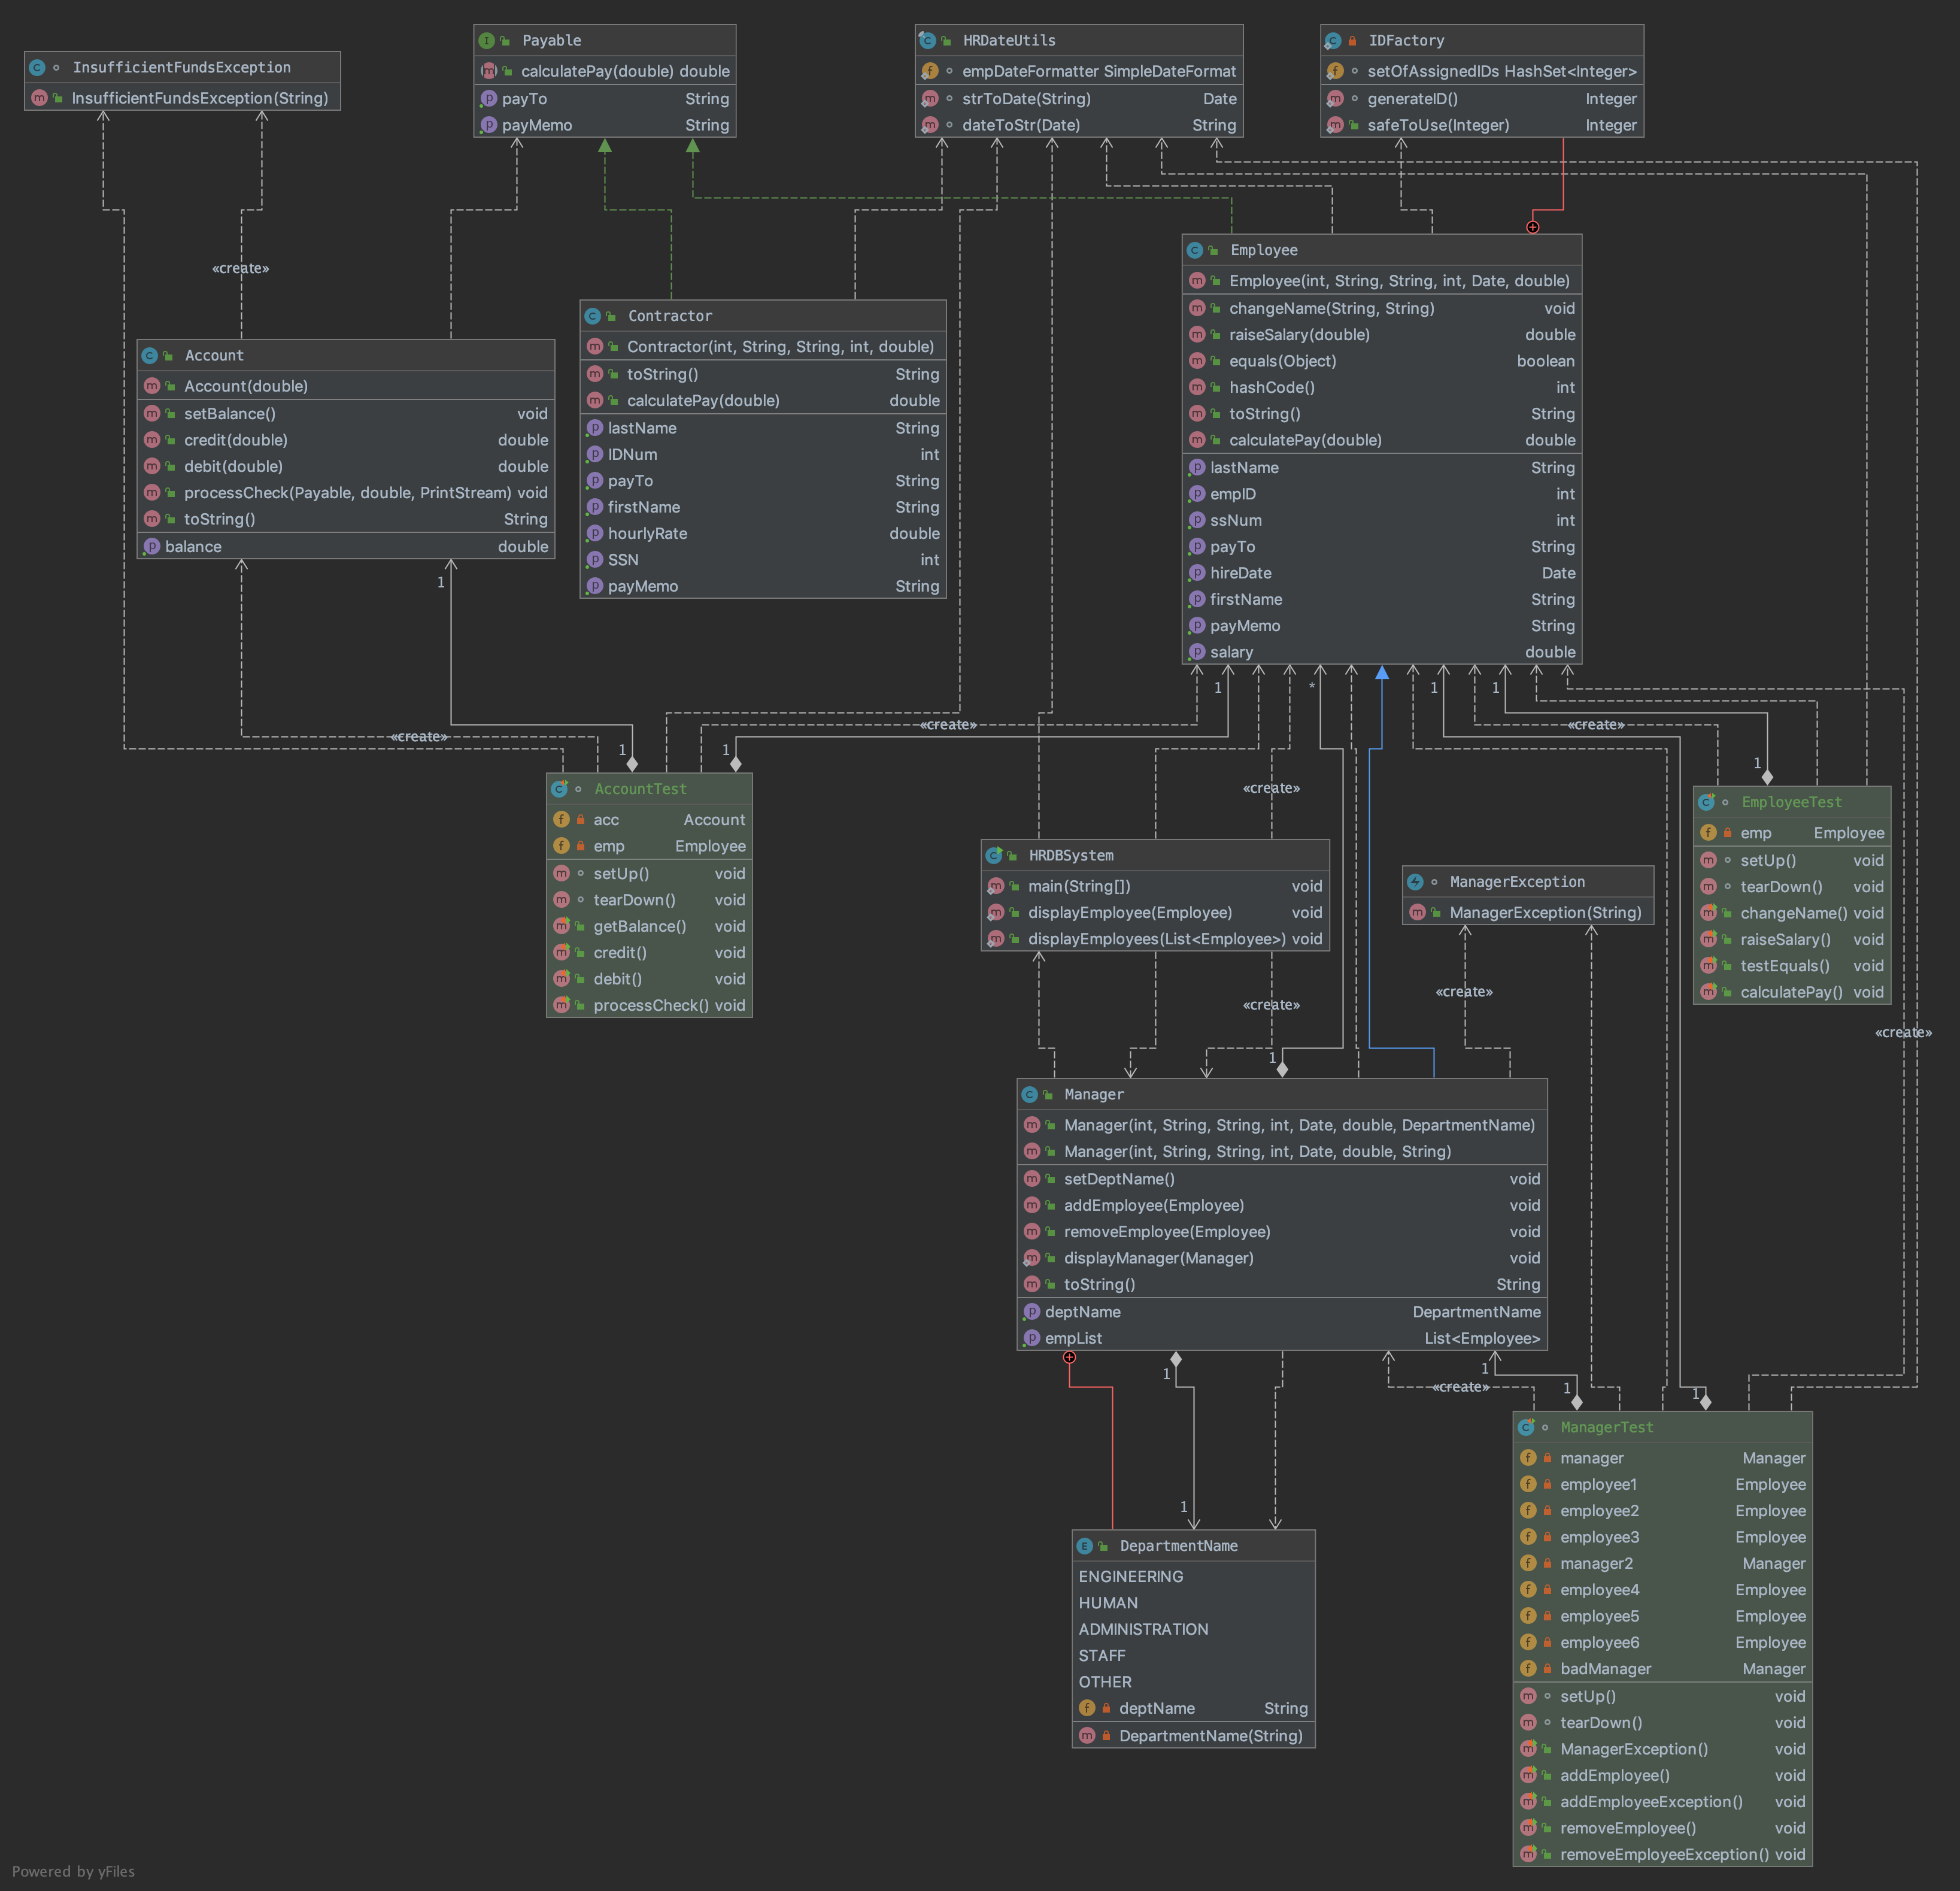 InsufficientFundsException
InsufficientFundsException(String)
Payable
calculatePay(double) double
payTo String
payMemo String
HRDateUtils
empDateFormatter SimpleDateFormat
strToDate(String) Date
dateToStr(Date) String
IDFactory
setOfAssignedIDs HashSet<Integer>
generateID() Integer
safeToUse(Integer) Integer
«create»
Account
Account(double)
setBalance() void
credit(double) double
debit(double) double
processCheck(Payable, double, PrintStream) void
toString() String
balance double
Contractor
Contractor(int, String, String, int, double)
toString() String
calculatePay(double) double
lastName String
IDNum int
payTo String
firstName String
hourlyRate double
SSN int
payMemo String
Employee
Employee(int, String, String, int, Date, double)
changeName(String, String) void
raiseSalary(double) double
equals(Object) boolean
hashCode() int
toString() String
calculatePay(double) double
lastName String
empID int
ssNum int
payTo String
hireDate Date
firstName String
payMemo String
salary double
1
1
*
1
1
«create»
«create»
«create»
1
1
1
AccountTest
acc Account
emp Employee
setUp() void
tearDown() void
getBalance() void
credit() void
debit() void
processCheck() void
«create»
HRDBSystem
main(String[]) void
displayEmployee(Employee) void
displayEmployees(List<Employee>) void
ManagerException
ManagerException(String)
EmployeeTest
emp Employee
setUp() void
tearDown() void
changeName() void
raiseSalary() void
testEquals() void
calculatePay() void
«create»
«create»
«create»
1
Manager
Manager(int, String, String, int, Date, double, DepartmentName)
Manager(int, String, String, int, Date, double, String)
setDeptName() void
addEmployee(Employee) void
removeEmployee(Employee) void
displayManager(Manager) void
toString() String
deptName DepartmentName
empList List<Employee>
1
1
«create»
1
1
1
DepartmentName
ENGINEERING
HUMAN
ADMINISTRATION
STAFF
OTHER
deptName String
DepartmentName(String)
ManagerTest
manager Manager
employee1 Employee
employee2 Employee
employee3 Employee
manager2 Manager
employee4 Employee
employee5 Employee
employee6 Employee
badManager Manager
setUp() void
tearDown() void
ManagerException() void
addEmployee() void
addEmployeeException() void
removeEmployee() void
removeEmployeeException() void
Powered by yFiles